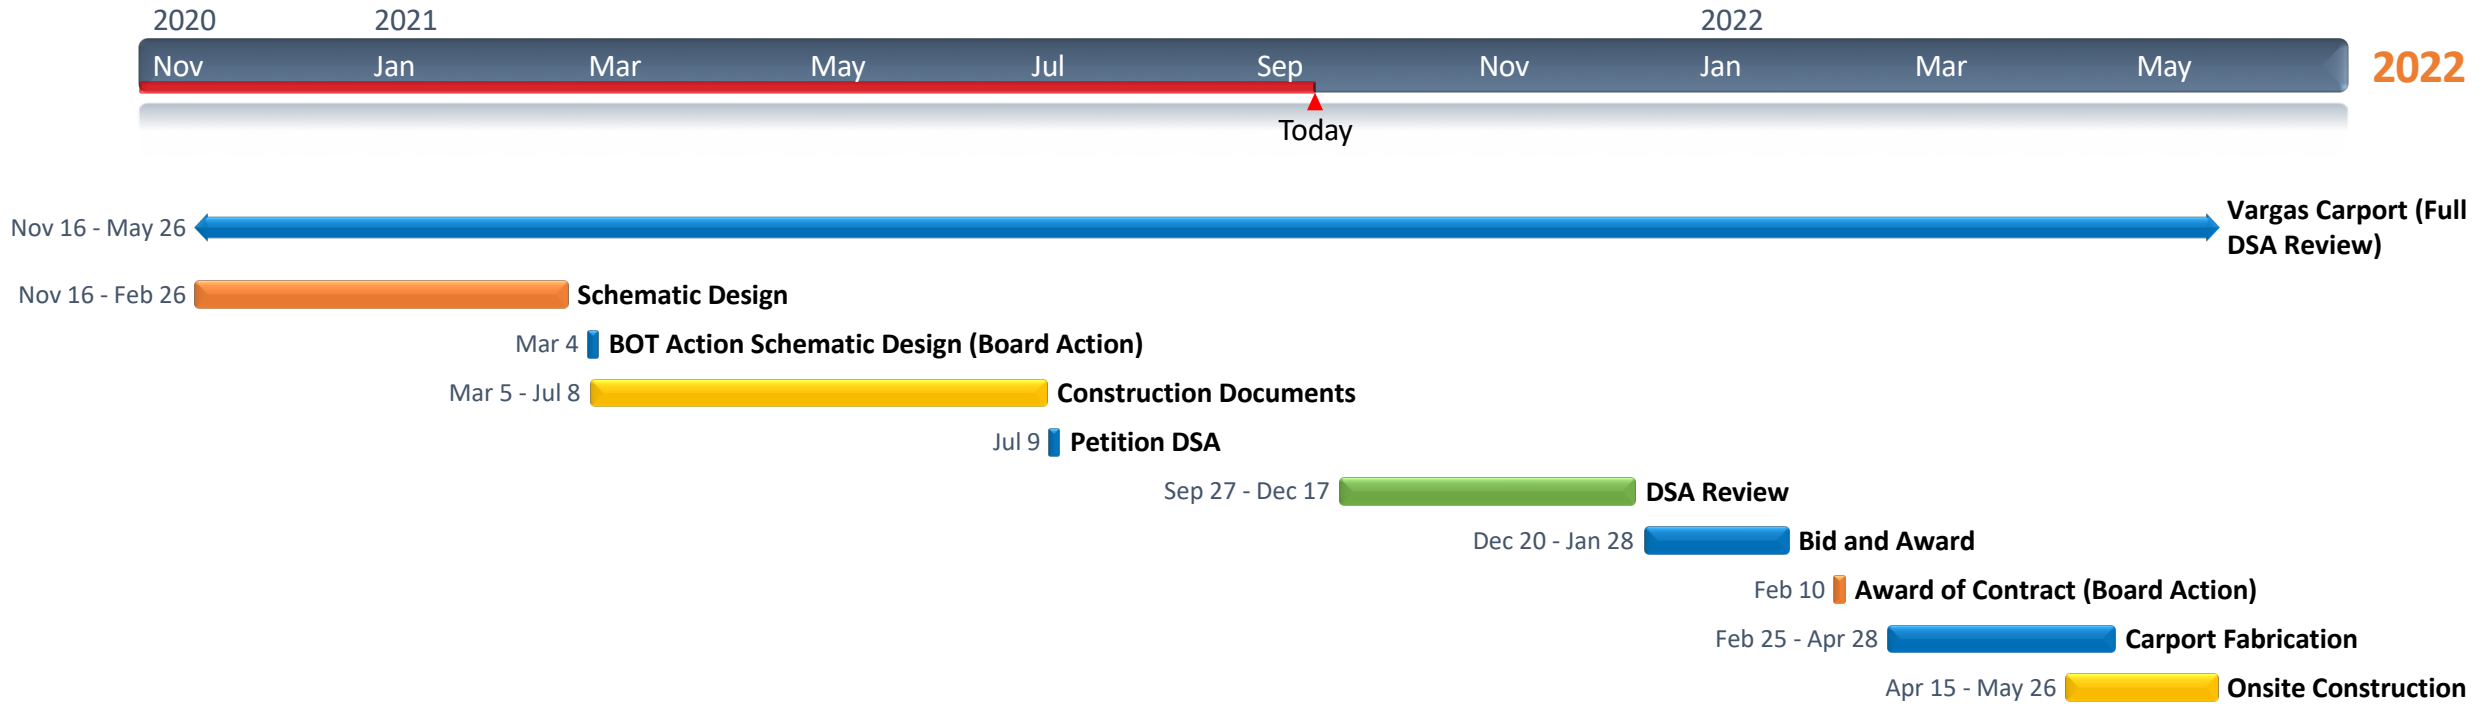 2020 2021 2022
Nov Jan Mar May Jul Sep Nov Jan Mar May 2022
Today
Nov 16 - May 26 Vargas Carport (Full
DSA Review)
Nov 16 - Feb 26 Schematic Design
Mar 4 BOT Action Schematic Design (Board Action)
Mar 5 - Jul 8 Construction Documents
Jul 9 Petition DSA
Sep 27 - Dec 17 DSA Review
Dec 20 - Jan 28 Bid and Award
Feb 10 Award of Contract (Board Action)
Feb 25 - Apr 28 Carport Fabrication
Apr 15 - May 26 Onsite Construction